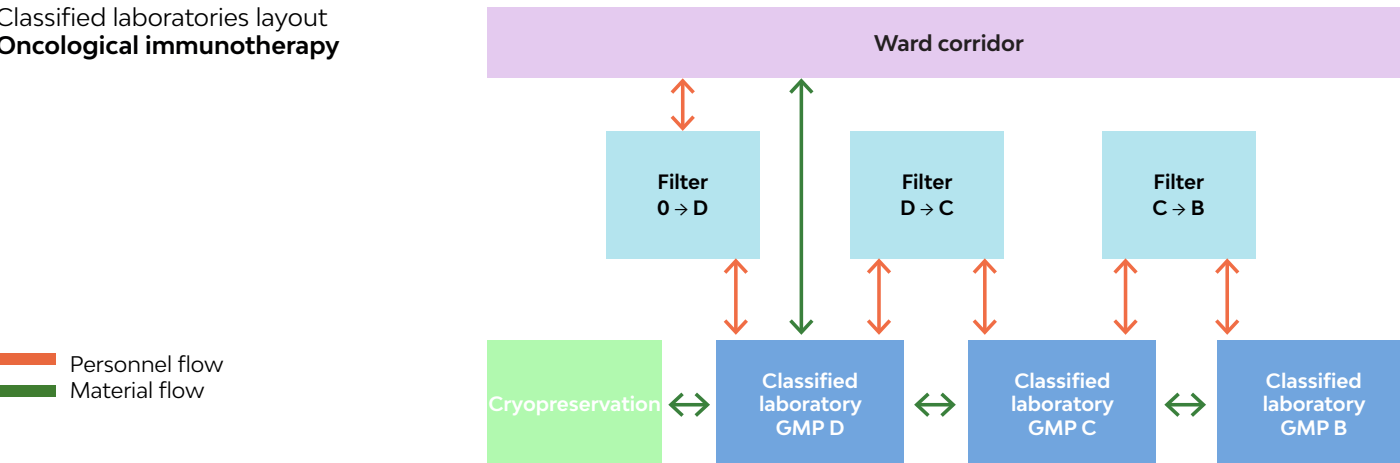 Classified laboratories layout
Oncological immunotherapy
Ward corridor
Filter
0 → D
Filter
D → C
Filter
C → B
Personnel flow
Material flow
Cryopreservation
Classified
laboratory
GMP D
Classified
laboratory
GMP C
Classified
laboratory
GMP B